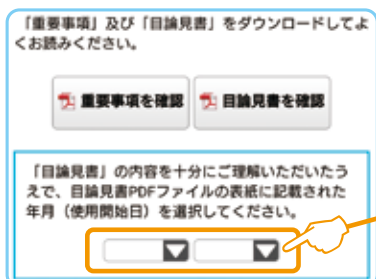 「重要事項」及び「目論見書」をダウンロードしてよ
くお読みください。
重要事項を確認 目論見書を確認
「目論見書」の内容を十分にご理解いただいたう
えで、目論見書PDFファイルの表紙に記載された
年月（使用開始日）を選択してください。